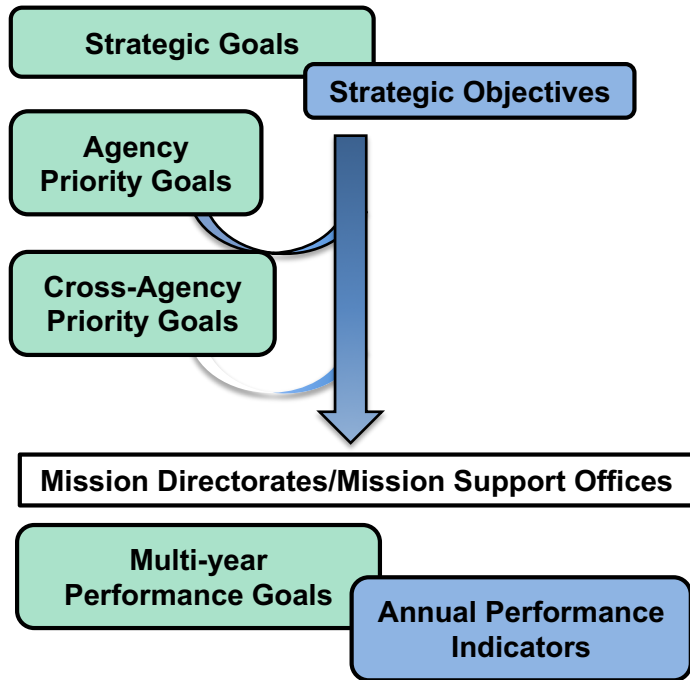 Strategic Goals
Strategic Objectives
Agency
Priority Goals
Cross-Agency
Priority Goals
Mission Directorates/Mission Support Offices
Multi-year
Performance Goals
Annual Performance
Indicators